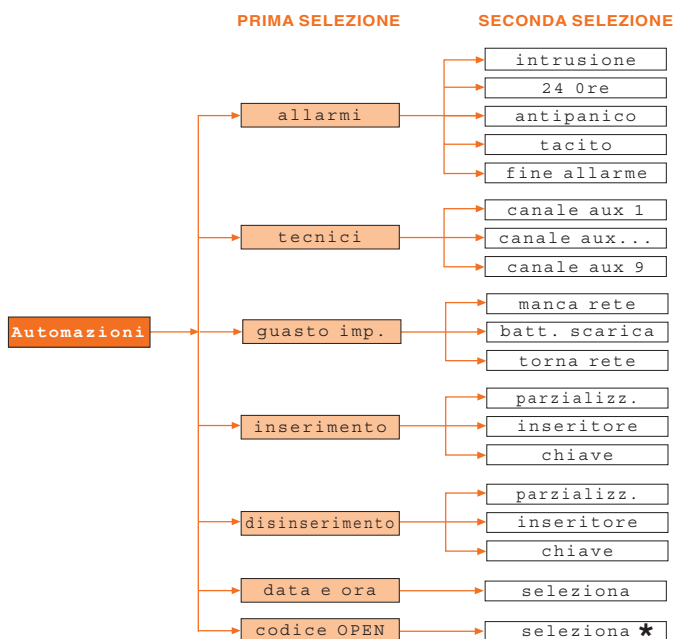 PRIMA SELEZIONE
SECONDA SELEZIONE
intrusione
24 0re
allarmi
antipanico
tacito
fine allarme
canale aux 1
tecnici
canale aux...
canale aux 9
manca rete
Automazioni
guasto imp.
batt. scarica
torna rete
parzializz.
inserimento
inseritore
chiave
parzializz.
disinserimento
inseritore
chiave
data e ora
seleziona
codice OPEN
seleziona *